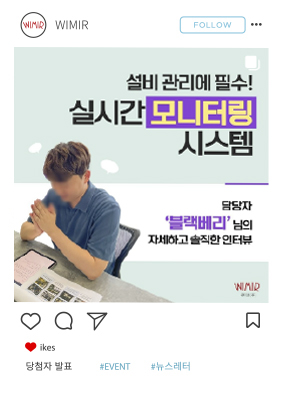 WIMIR
WIMIR
FOLLOW
설비 관리에 필수!
실시간 모니터링
시스템
담당자
‘블랙베리’ 님의
자세하고 솔직한 인터뷰
WIMIR
ikes
당첨자 발표 #EVENT #뉴스레터